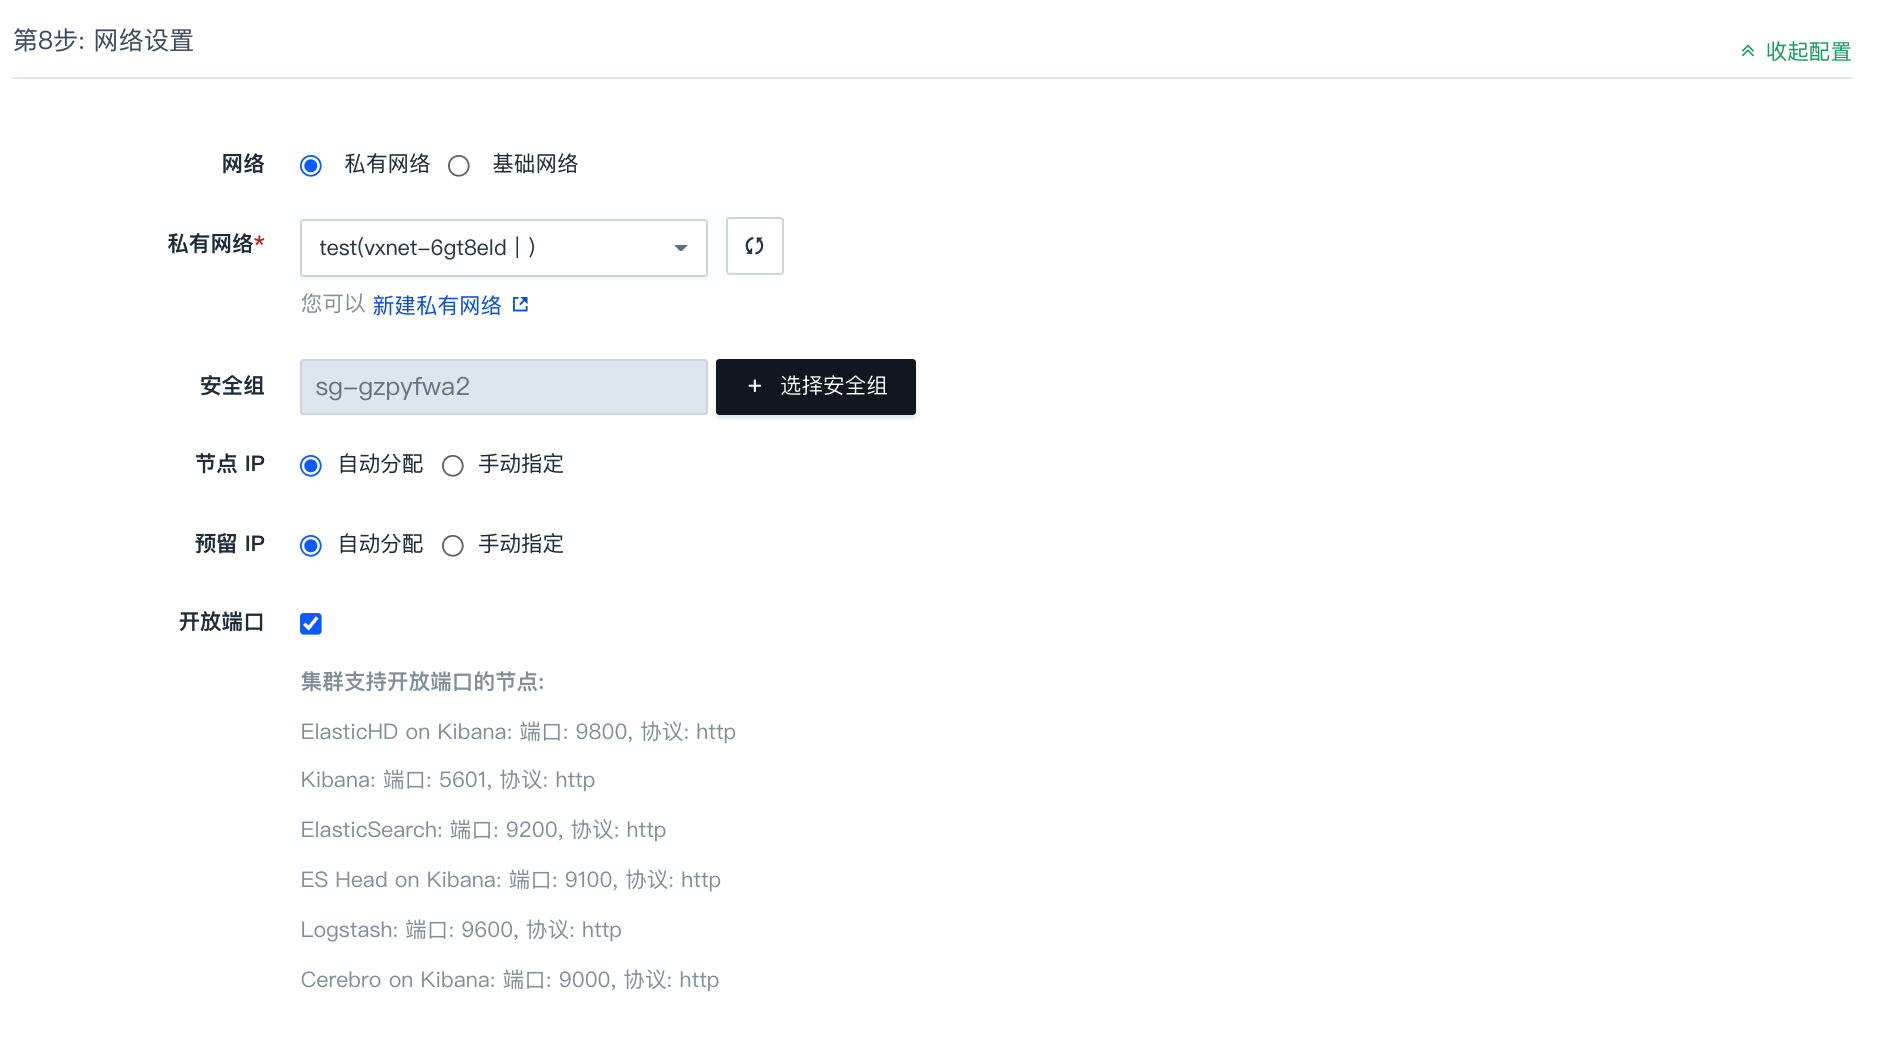 第8步: 网络设置
收起配置
网络 私有网络 基础网络
私有网络* test(vxnet-6gt8eld | )
您可以 新建私有网络
安全组 sg-gzpyfwa2 + 选择安全组
节点 IP 自动分配 手动指定
预留 IP 自动分配 手动指定
开放端口
集群支持开放端口的节点:
ElasticHD on Kibana: 端口: 9800, 协议: http
Kibana: 端口: 5601, 协议: http
ElasticSearch: 端口: 9200, 协议: http
ES Head on Kibana: 端口: 9100, 协议: http
Logstash: 端口: 9600, 协议: http
Cerebro on Kibana: 端口: 9000, 协议: http